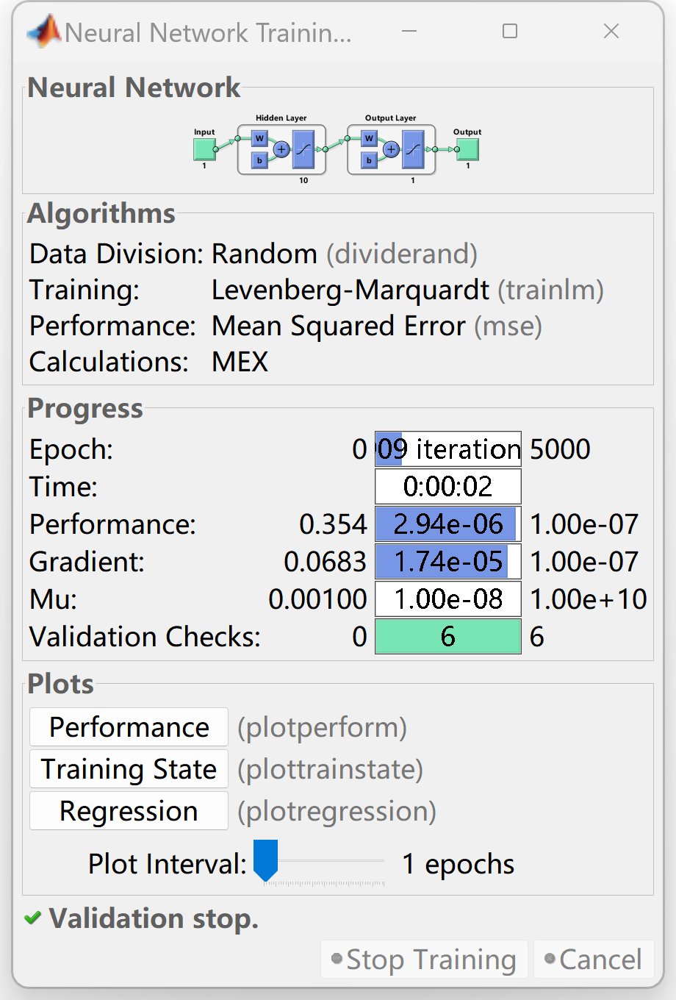 Neural Network Trainin...
Neural Network
Hidden Layer
Output Layer
Input
Output
W
b
+
W
b
+
1
10
1
1
Algorithms
Data Division: Random (dividerand)
Training: Levenberg-Marquardt (trainlm)
Performance: Mean Squared Error (mse)
Calculations: MEX
Progress
Epoch: 0 09 iteration 5000
Time: 0:00:02
Performance: 0.354 2.94e-06 1.00e-07
Gradient: 0.0683 1.74e-05 1.00e-07
Mu: 0.00100 1.00e-08 1.00e+10
Validation Checks: 0 6 6
Plots
Performance (plotperform)
Training State (plottrainstate)
Regression (plotregression)
Plot Interval: 1 epochs
Validation stop.
Stop Training Cancel